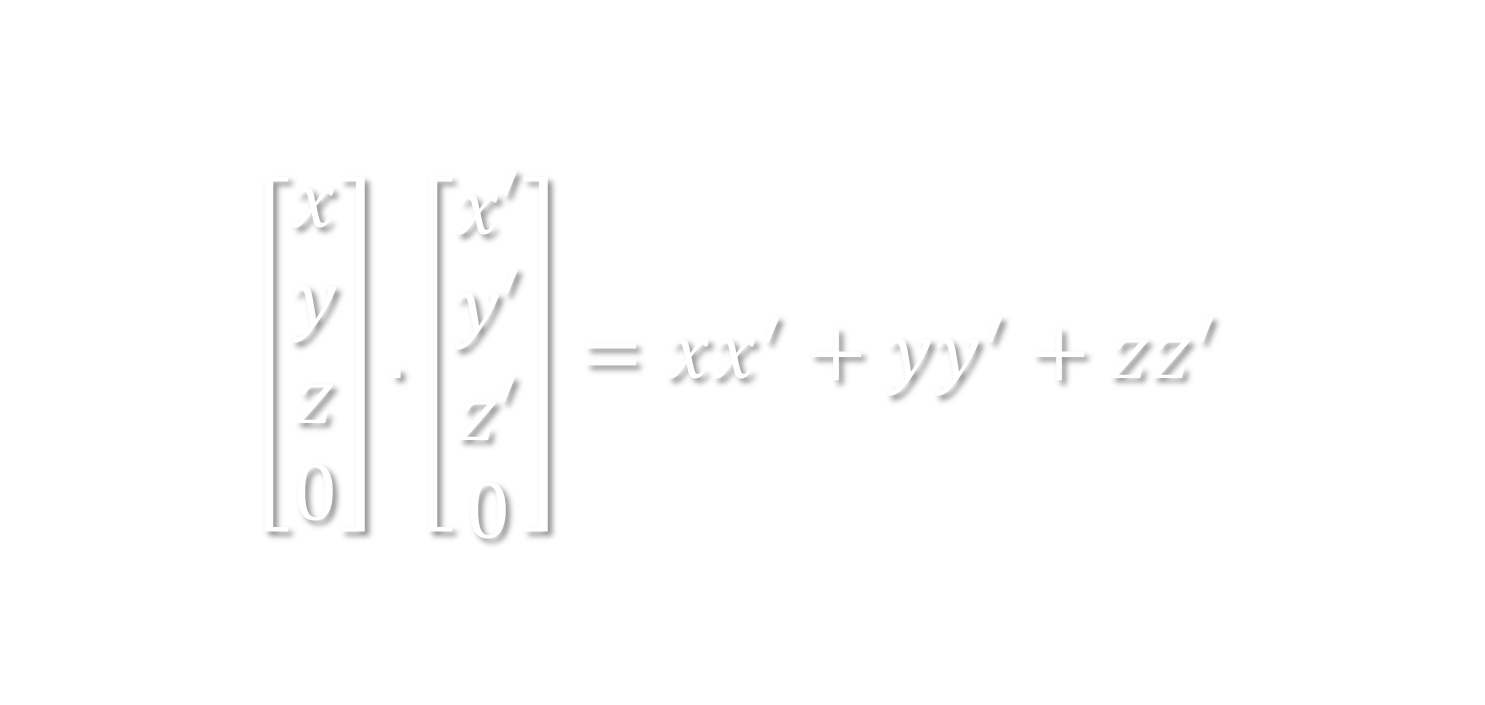 [x y z 0] . [x′ y′ z′ 0] = xx′ + yy′ + zz′